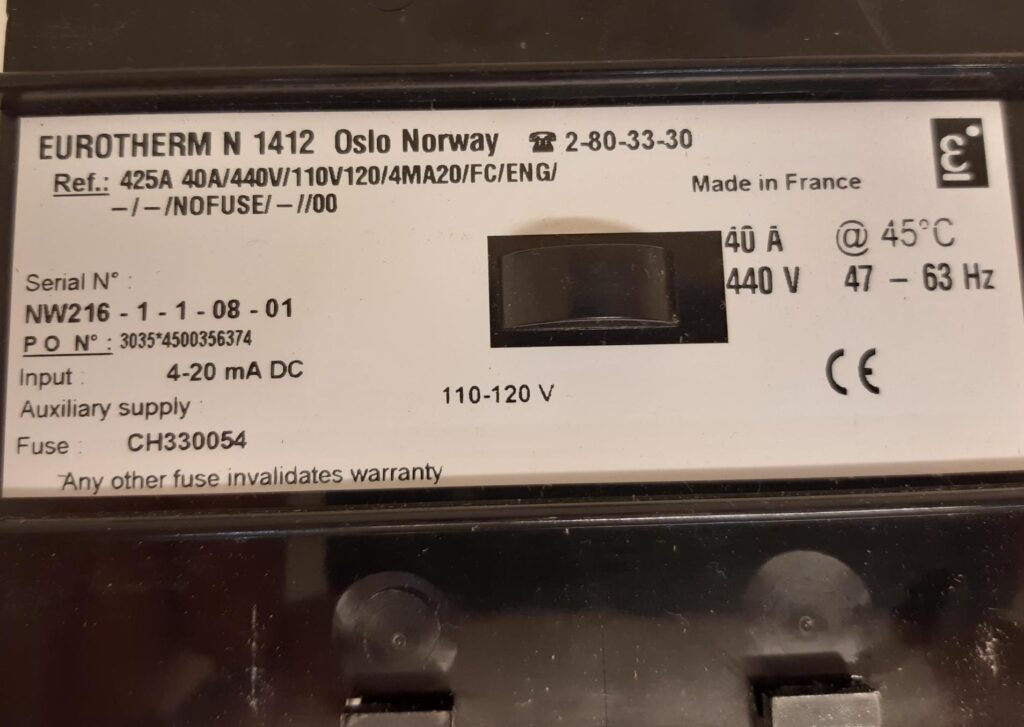 EUROTHERM N 1412 Oslo Norway ☎ 2-80-33-30
Ref.: 425A 40A/440V/110V120/4MA20/FC/ENG/
–/–/NOFUSE/–//00
Made in France
40 A @ 45°C
440 V 47 – 63 Hz
Serial N° :
NW216 - 1 - 1 - 08 - 01
P O N° : 3035*4500356374
Input : 4-20 mA DC
Auxiliary supply : 110-120 V
Fuse : CH330054
Any other fuse invalidates warranty
CE